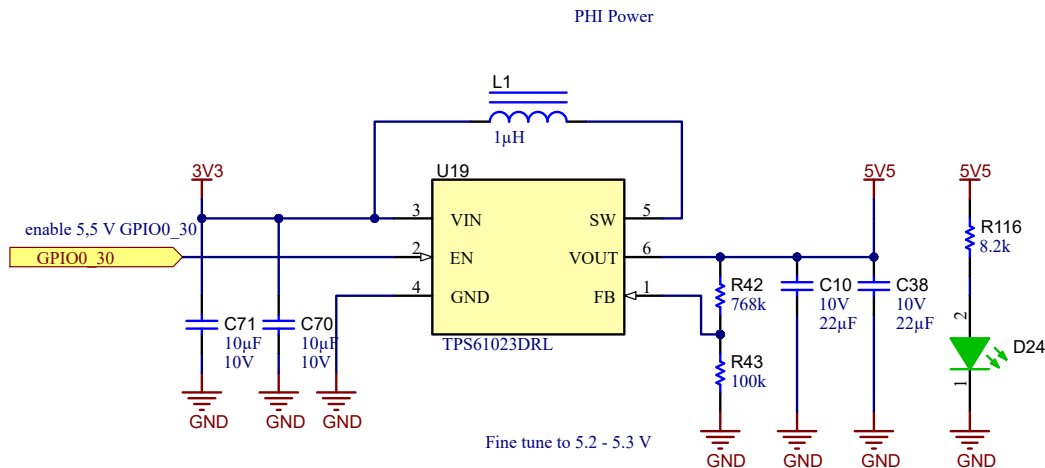 PHI Power
L1
1µH
3V3
U19
5V5
5V5
enable 5,5 V GPIO0_30
GPIO0_30
3
VIN
SW
5
2
EN
VOUT
6
4
GND
FB
1
TPS61023DRL
R116
8.2k
R42
768k
C10
10V
22µF
C38
10V
22µF
C71
10µF
10V
C70
10µF
10V
R43
100k
2
D24
1
GND
GND
GND
Fine tune to 5.2 - 5.3 V
GND
GND
GND
GND